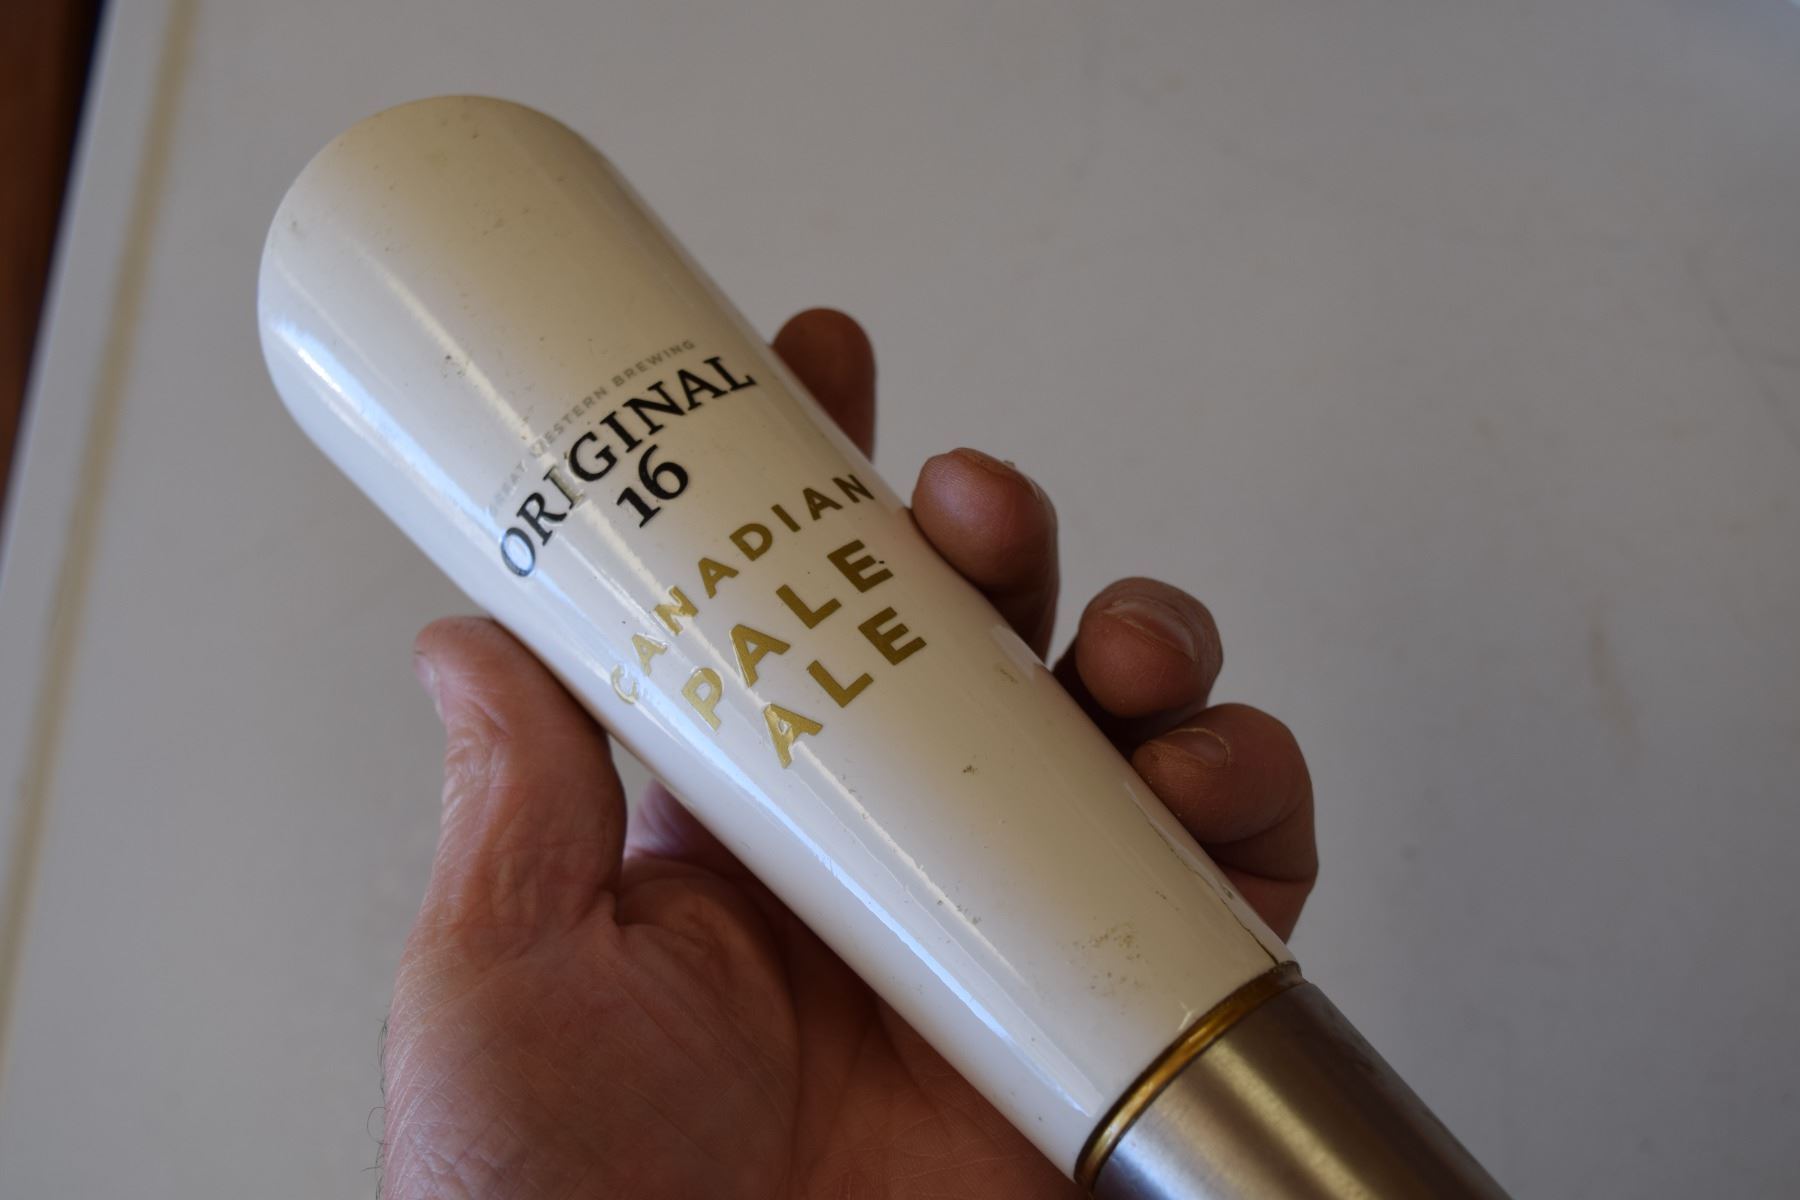 GREAT WESTERN BREWING
ORIGINAL
16
CANADIAN
PALE
ALE